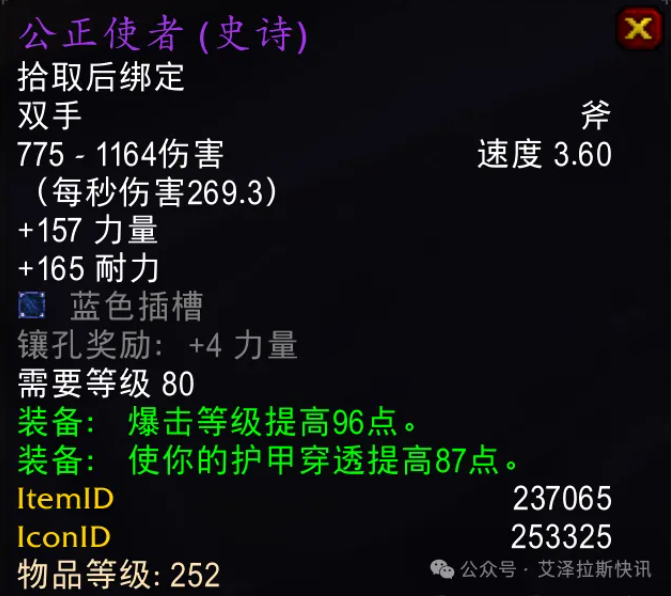 公正使者 (史诗)
拾取后绑定
双手 斧
775 - 1164伤害 速度 3.60
（每秒伤害269.3）
+157 力量
+165 耐力
蓝色插槽
镶孔奖励: +4 力量
需要等级 80
装备: 爆击等级提高96点。
装备: 使你的护甲穿透提高87点。
ItemID 237065
IconID 253325
物品等级: 252
公众号 · 艾泽拉斯快讯